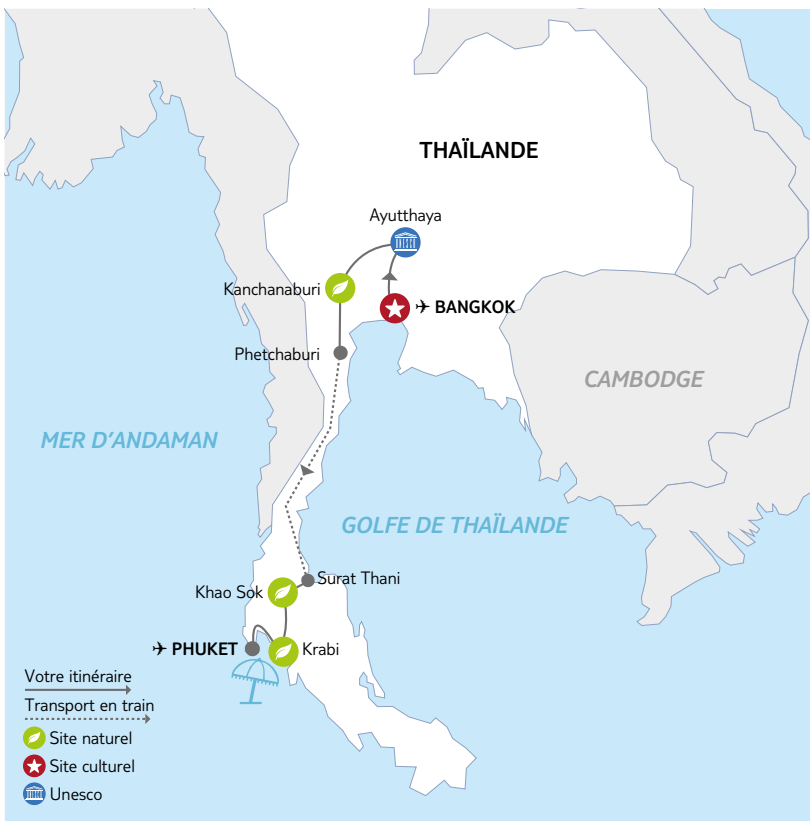 THAÏLANDE
Ayutthaya
Kanchanaburi
✈ BANGKOK
Phetchaburi
CAMBODGE
MER D'ANDAMAN
GOLFE DE THAÏLANDE
Surat Thani
Khao Sok
✈ PHUKET
Krabi
Votre itinéraire
Transport en train
Site naturel
Site culturel
Unesco